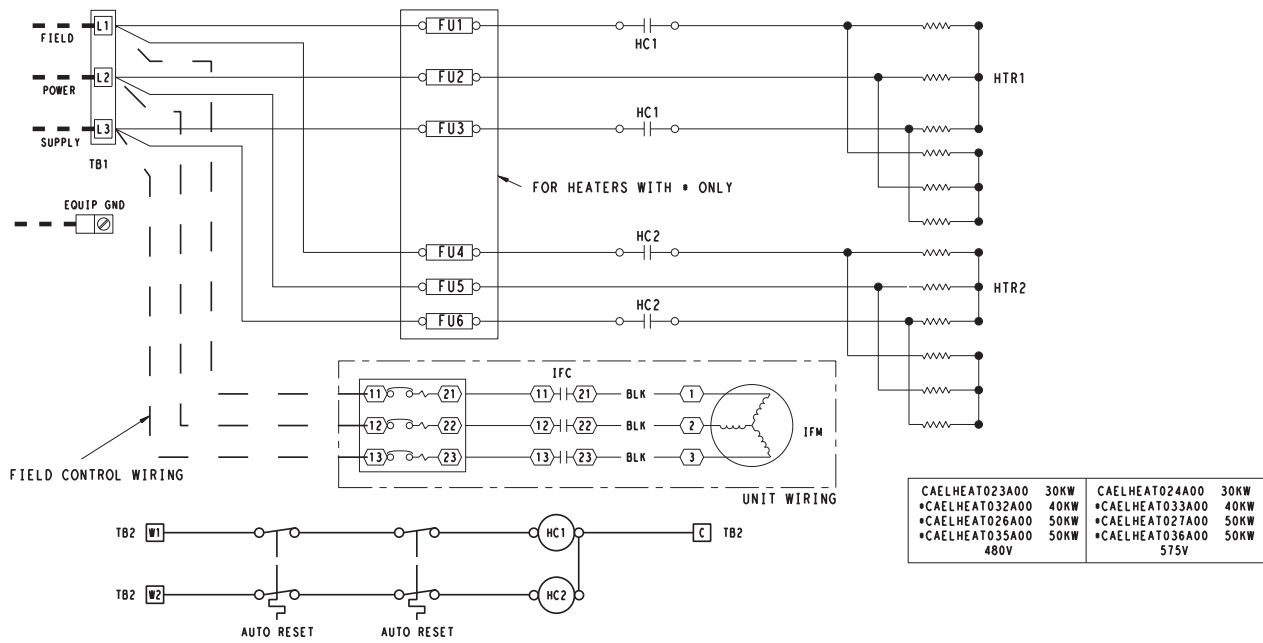 L1 FU1 HC1
FIELD
L2 FU2 HTR1
POWER
HC1
L3 FU3
SUPPLY
TB1
FOR HEATERS WITH * ONLY
EQUIP GND
HC2
FU4
FU5 HTR2
HC2
FU6
IFC
11 21 11 21 BLK 1
12 22 12 22 BLK 2 IFM
13 23 13 23 BLK 3
FIELD CONTROL WIRING
UNIT WIRING
CAELHEAT023A00 30KW CAELHEAT024A00 30KW
*CAELHEAT032A00 40KW *CAELHEAT033A00 40KW
*CAELHEAT026A00 50KW *CAELHEAT027A00 50KW
*CAELHEAT035A00 50KW *CAELHEAT036A00 50KW
480V 575V
TB2 W1 HC1 C TB2
TB2 W2 HC2
AUTO RESET AUTO RESET